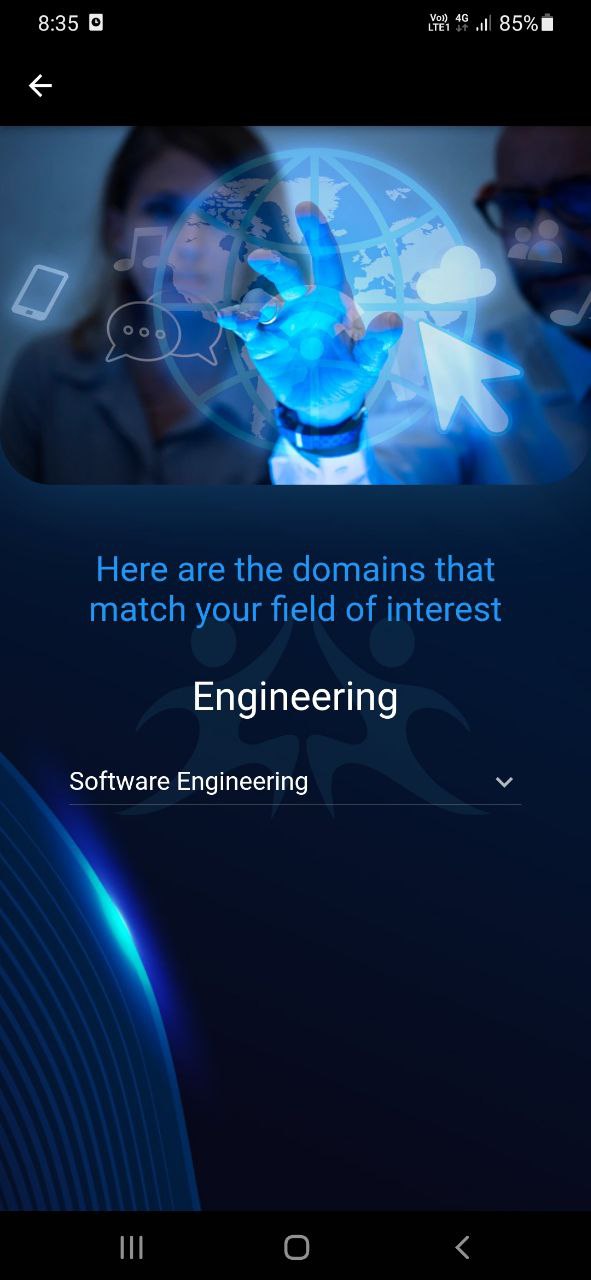 8:35
Vo)) 4G
LTE1
85%
Here are the domains that
match your field of interest
Engineering
Software Engineering